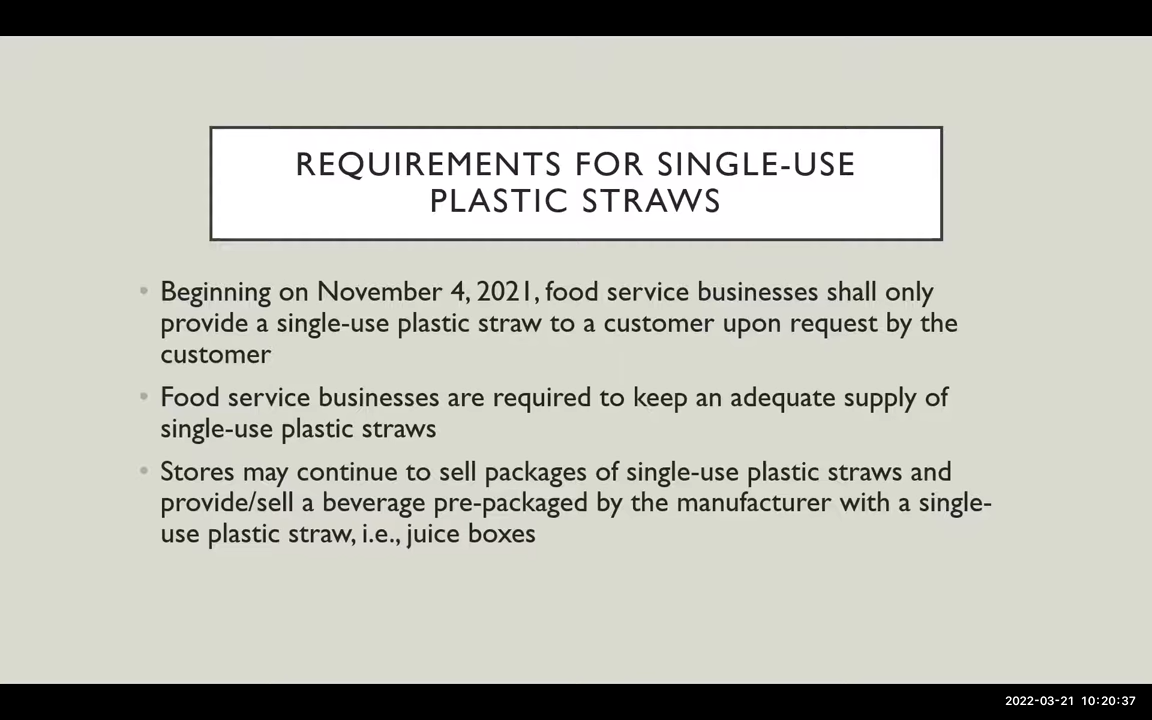 REQUIREMENTS FOR SINGLE-USE
PLASTIC STRAWS
• Beginning on November 4, 2021, food service businesses shall only
provide a single-use plastic straw to a customer upon request by the
customer
• Food service businesses are required to keep an adequate supply of
single-use plastic straws
• Stores may continue to sell packages of single-use plastic straws and
provide/sell a beverage pre-packaged by the manufacturer with a single-
use plastic straw, i.e., juice boxes
2022-03-21 10:20:37